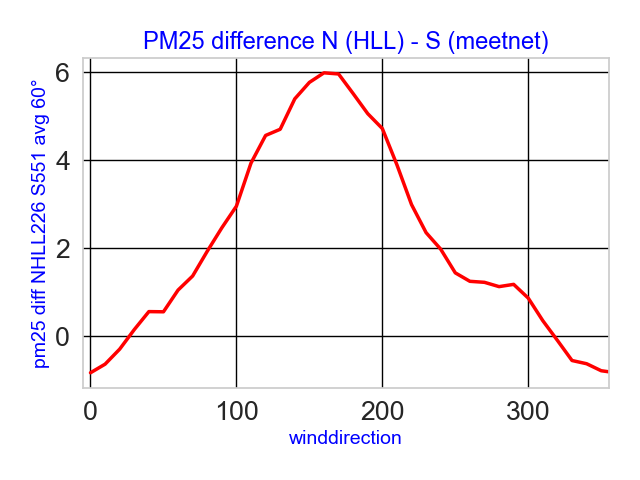 PM25 difference N (HLL) - S (meetnet)
pm25 diff NHLL226 S551 avg 60°
6
4
2
0
0 100 200 300
winddirection